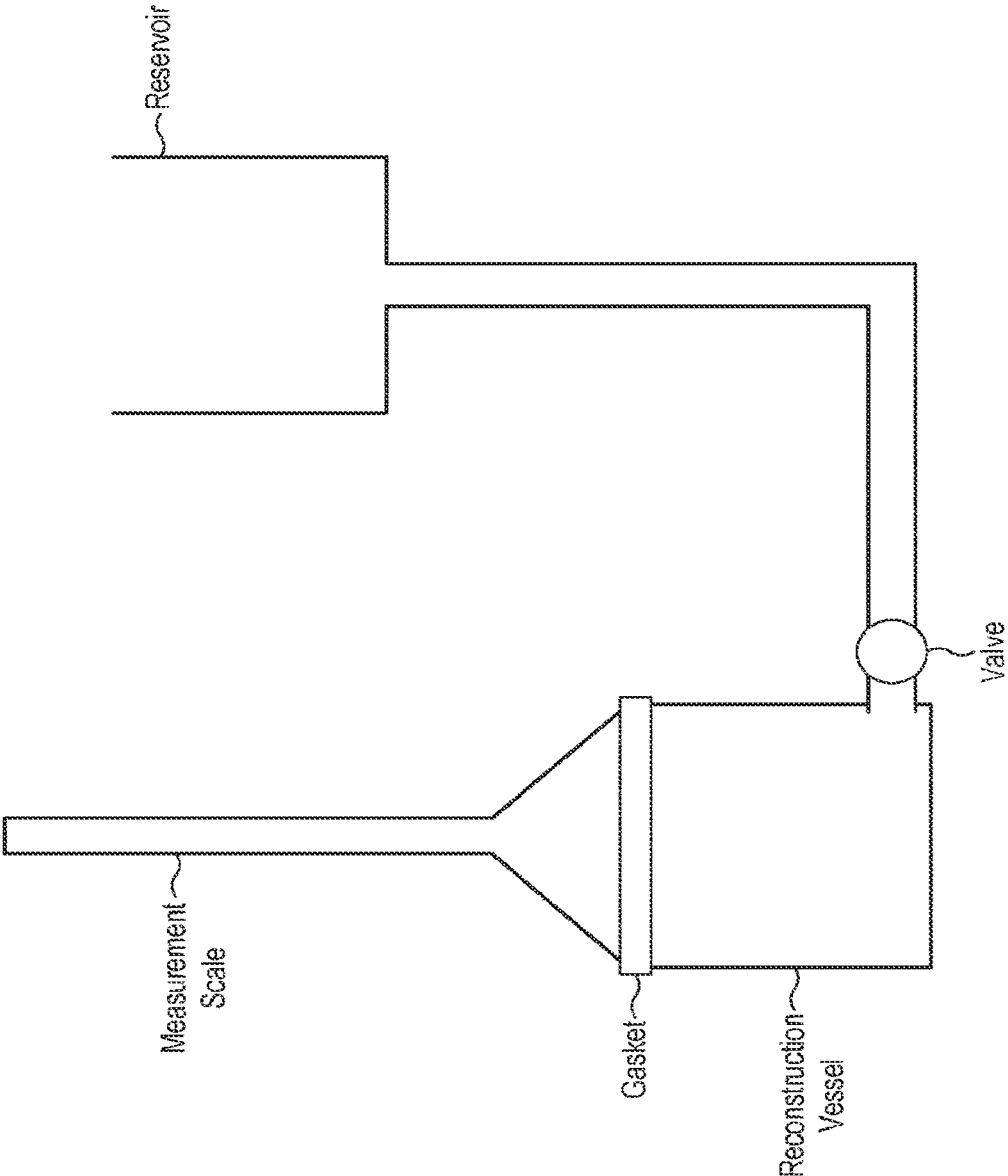 Reservoir
Measurement
Scale
Gasket
Valve
Reconstruction
Vessel